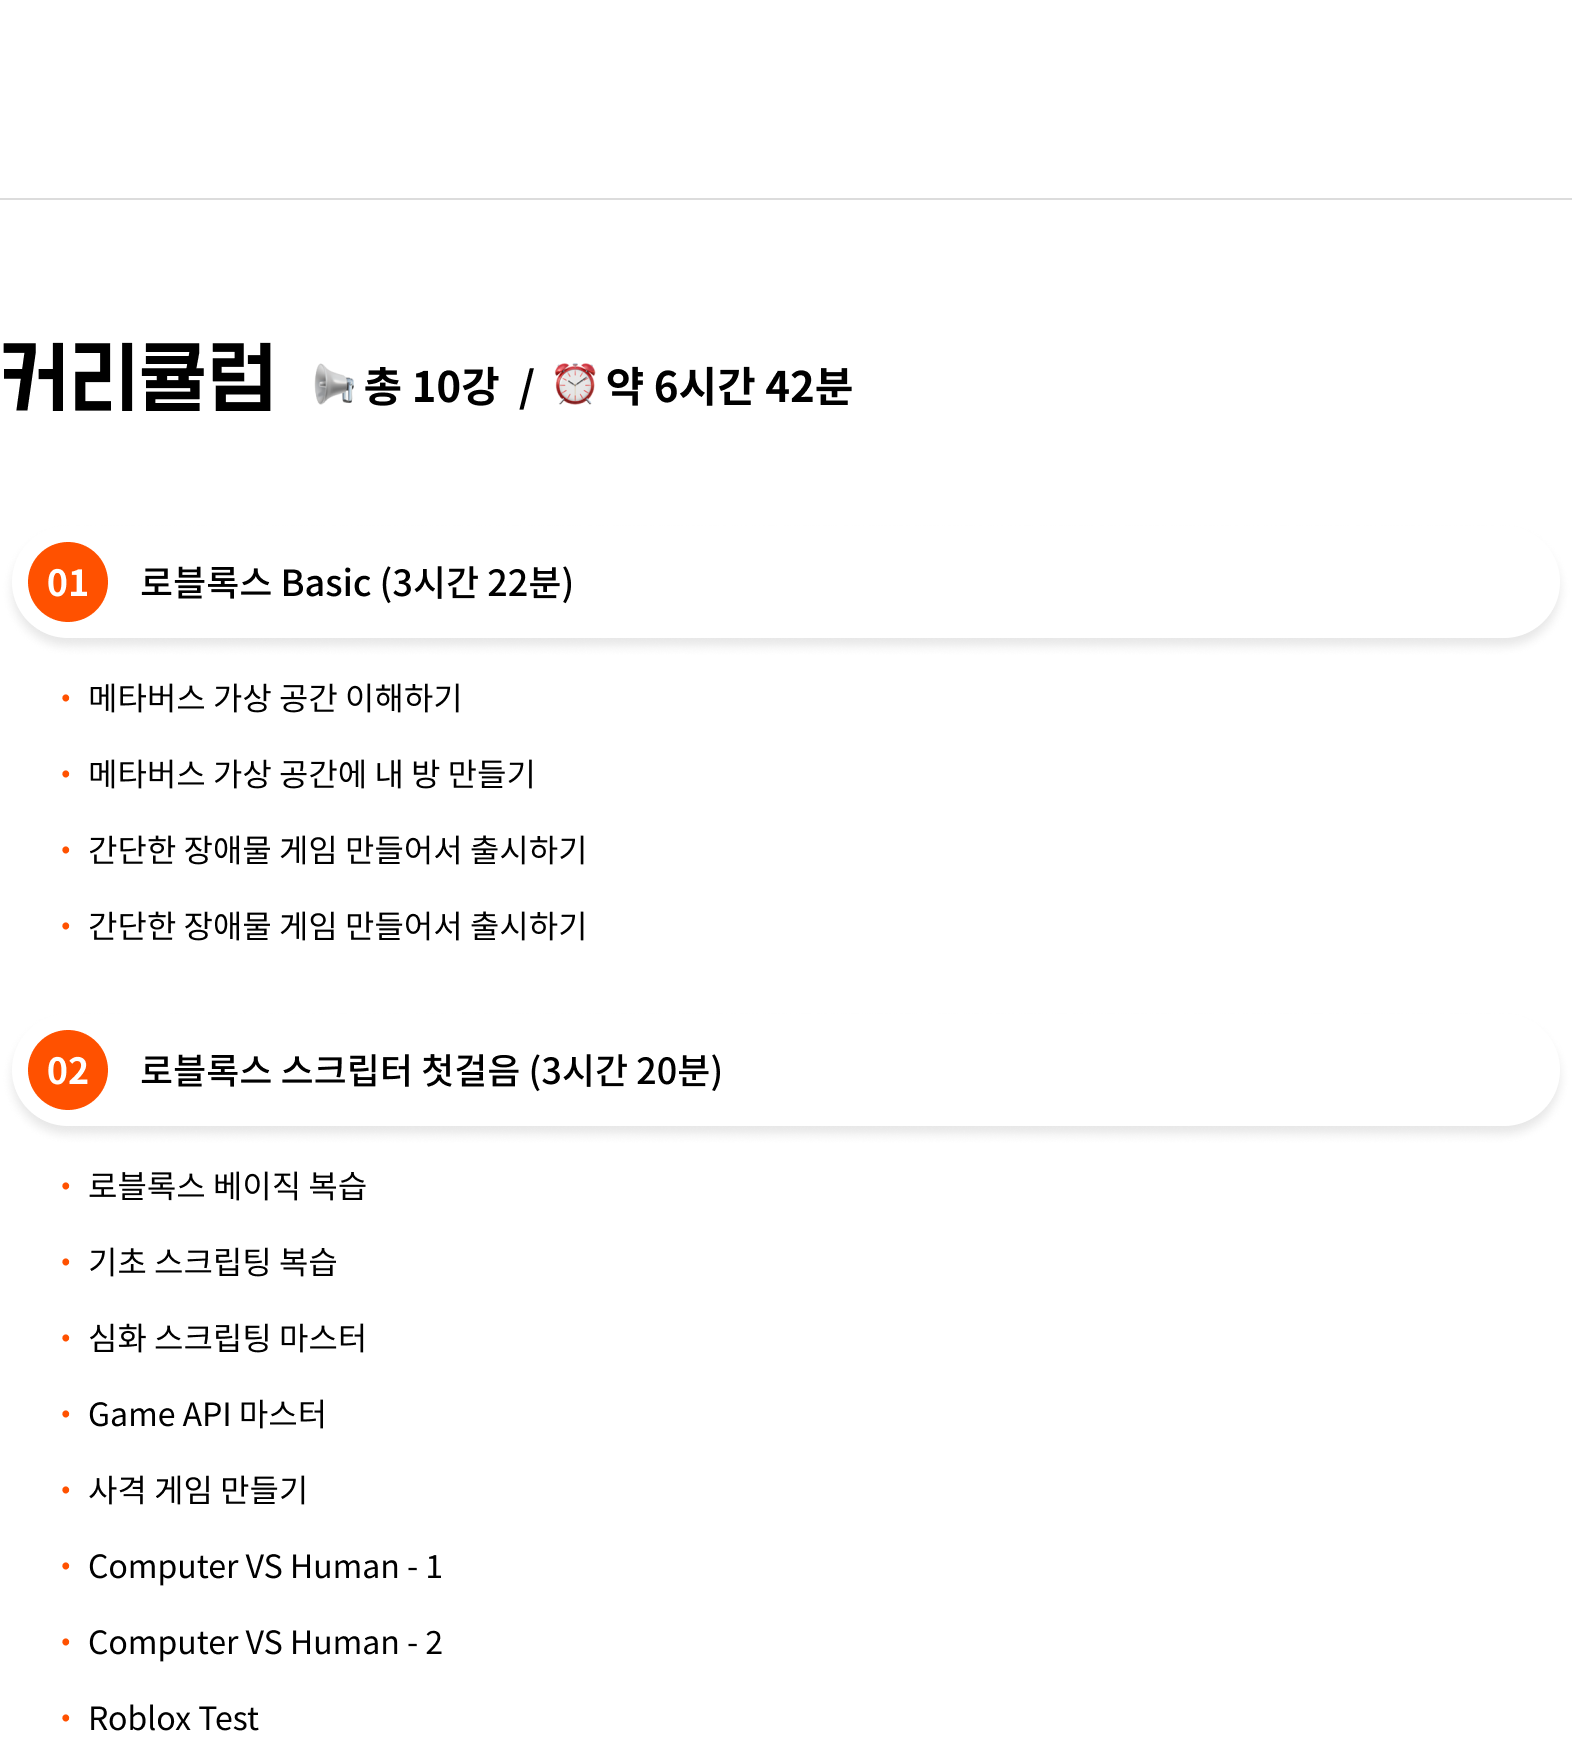 커리큘럼 📢 총 10강 / ⏰ 약 6시간 42분
01 로블록스 Basic (3시간 22분)
• 메타버스 가상 공간 이해하기
• 메타버스 가상 공간에 내 방 만들기
• 간단한 장애물 게임 만들어서 출시하기
• 간단한 장애물 게임 만들어서 출시하기
02 로블록스 스크립터 첫걸음 (3시간 20분)
• 로블록스 베이직 복습
• 기초 스크립팅 복습
• 심화 스크립팅 마스터
• Game API 마스터
• 사격 게임 만들기
• Computer VS Human - 1
• Computer VS Human - 2
• Roblox Test